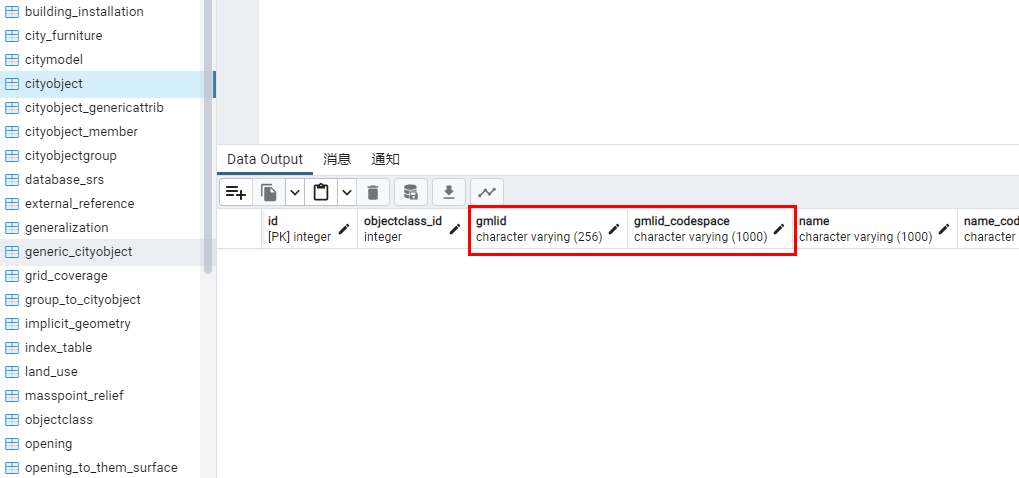 building_installation
city_furniture
citymodel
cityobject
cityobject_genericattrib
cityobject_member
cityobjectgroup
database_srs
external_reference
generalization
generic_cityobject
grid_coverage
group_to_cityobject
implicit_geometry
index_table
land_use
masspoint_relief
objectclass
opening
opening_to_them_surface
Data Output 消息 通知
id objectclass_id gmlid gmlid_codespace name name_cod
[PK] integer integer character varying (256) character varying (1000) character varying (1000) character